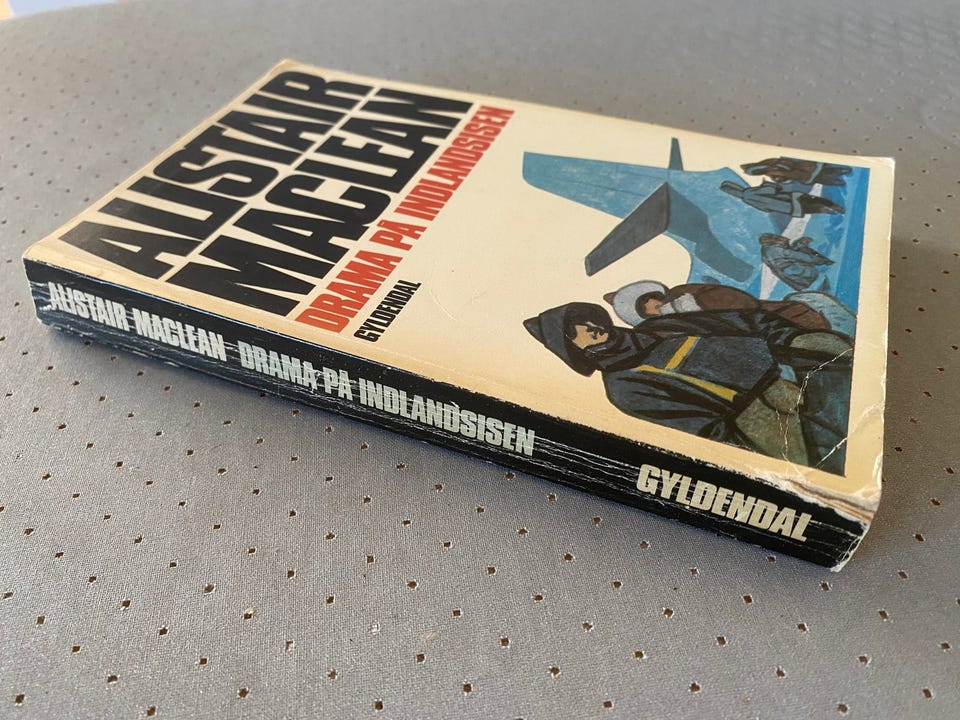 ALISTAIR
MACLEAN
DRAMA PÅ INDLANDSISEN
GYLDENDAL
ALISTAIR MACLEAN DRAMA PÅ INDLANDSISEN GYLDENDAL